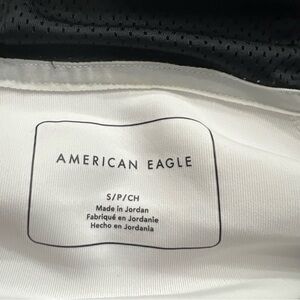 AMERICAN EAGLE
S/P/CH
Made in Jordan
Fabriqué en Jordanie
Hecho en Jordania